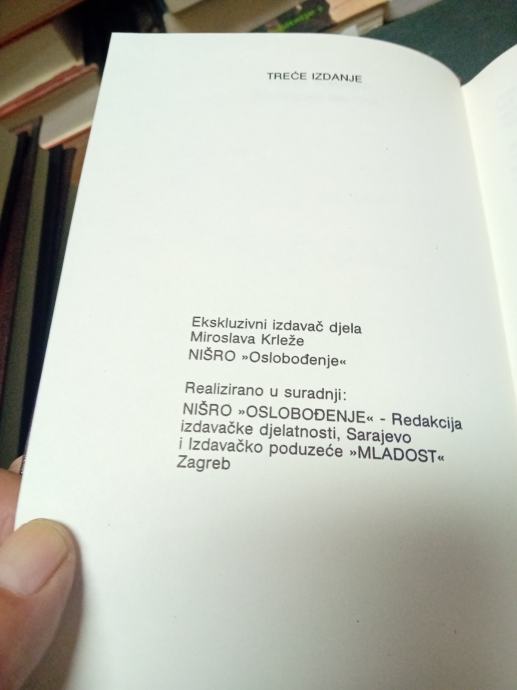 TREĆE IZDANJE
Ekskluzivni izdavač djela
Miroslava Krleže
NIŠRO »Oslobođenje«
Realizirano u suradnji:
NIŠRO »OSLOBOĐENJE« - Redakcija
izdavačke djelatnosti, Sarajevo
i Izdavačko poduzeće »MLADOST«
Zagreb